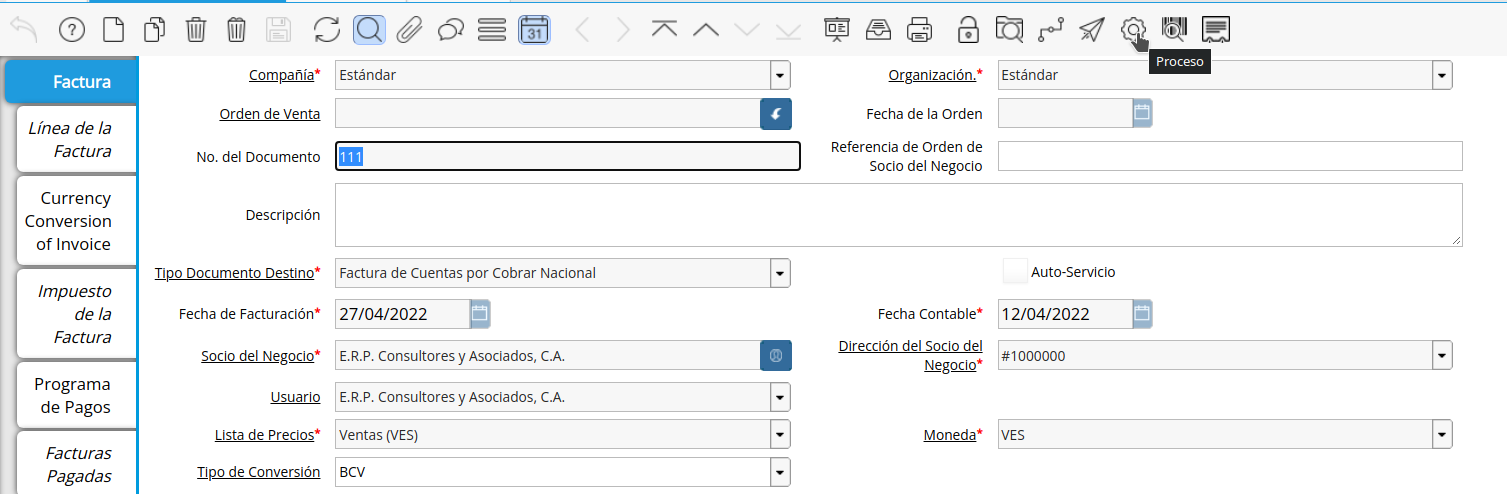 31
Proceso
Factura
Línea de la
Factura
Currency
Conversion
of Invoice
Impuesto
de la
Factura
Programa
de Pagos
Facturas
Pagadas
Compañía* Estándar Organización.* Estándar
Orden de Venta Fecha de la Orden
No. del Documento 111 Referencia de Orden de
Socio del Negocio
Descripción
Tipo Documento Destino* Factura de Cuentas por Cobrar Nacional Auto-Servicio
Fecha de Facturación* 27/04/2022 Fecha Contable* 12/04/2022
Socio del Negocio* E.R.P. Consultores y Asociados, C.A. Dirección del Socio del
Negocio* #1000000
Usuario E.R.P. Consultores y Asociados, C.A.
Lista de Precios* Ventas (VES) Moneda* VES
Tipo de Conversión BCV